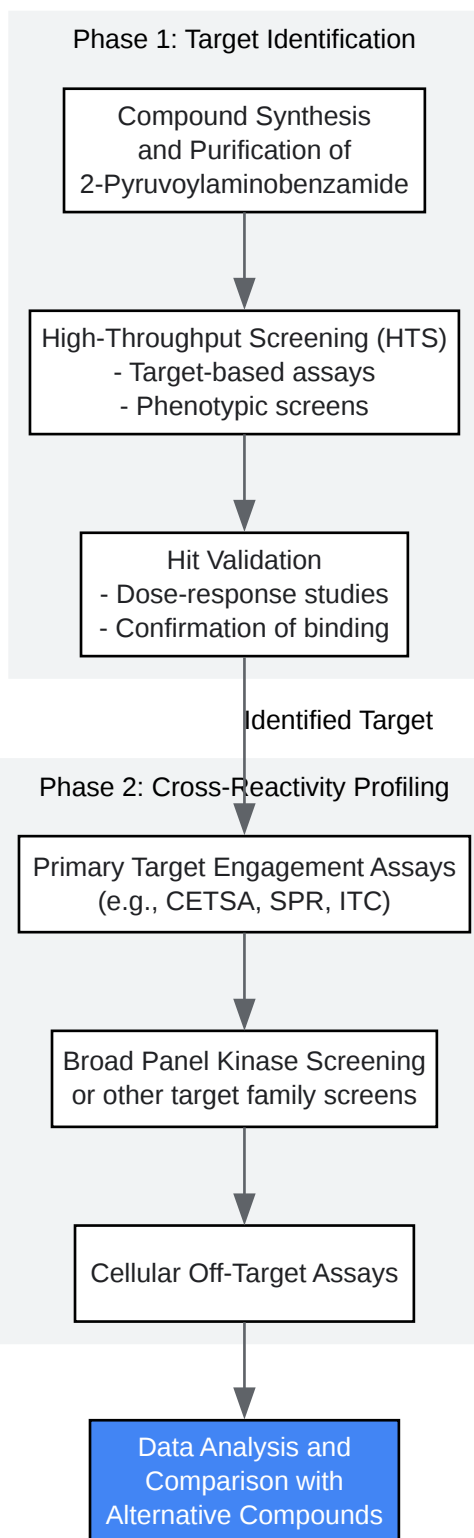 Phase 1: Target Identification
Compound Synthesis
and Purification of
2-Pyruvoylaminobenzamide
High-Throughput Screening (HTS)
- Target-based assays
- Phenotypic screens
Hit Validation
- Dose-response studies
- Confirmation of binding
Identified Target
Phase 2: Cross-Reactivity Profiling
Primary Target Engagement Assays
(e.g., CETSA, SPR, ITC)
Broad Panel Kinase Screening
or other target family screens
Cellular Off-Target Assays
Data Analysis and
Comparison with
Alternative Compounds